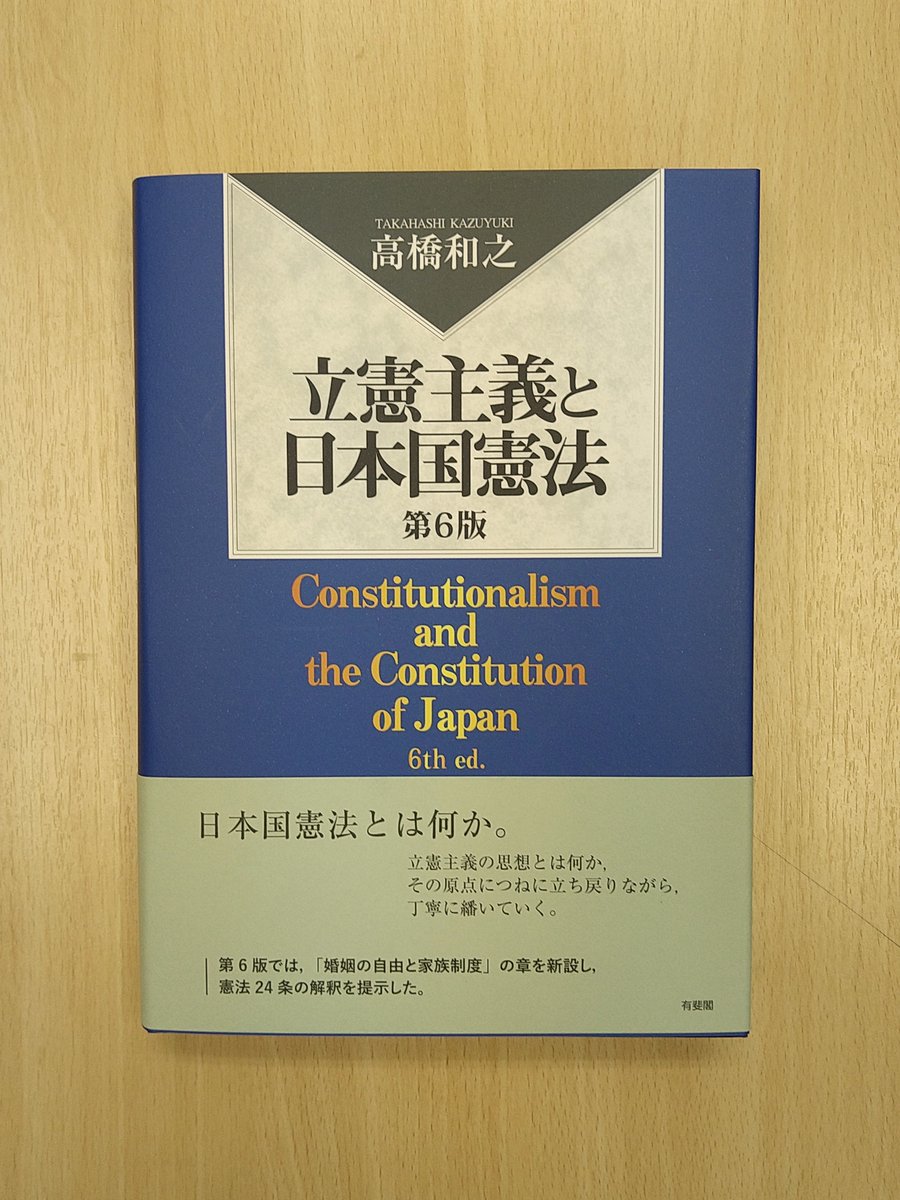 TAKAHASHI KAZUYUKI
高橋和之
立憲主義と
日本国憲法
第6版
Constitutionalism
and
the Constitution
of Japan
6th ed.
日本国憲法とは何か。
立憲主義の思想とは何か,
その原点につねに立ち戻りながら,
丁寧に繙いていく。
第6版では,「婚姻の自由と家族制度」の章を新設し,
憲法24条の解釈を提示した。
有斐閣